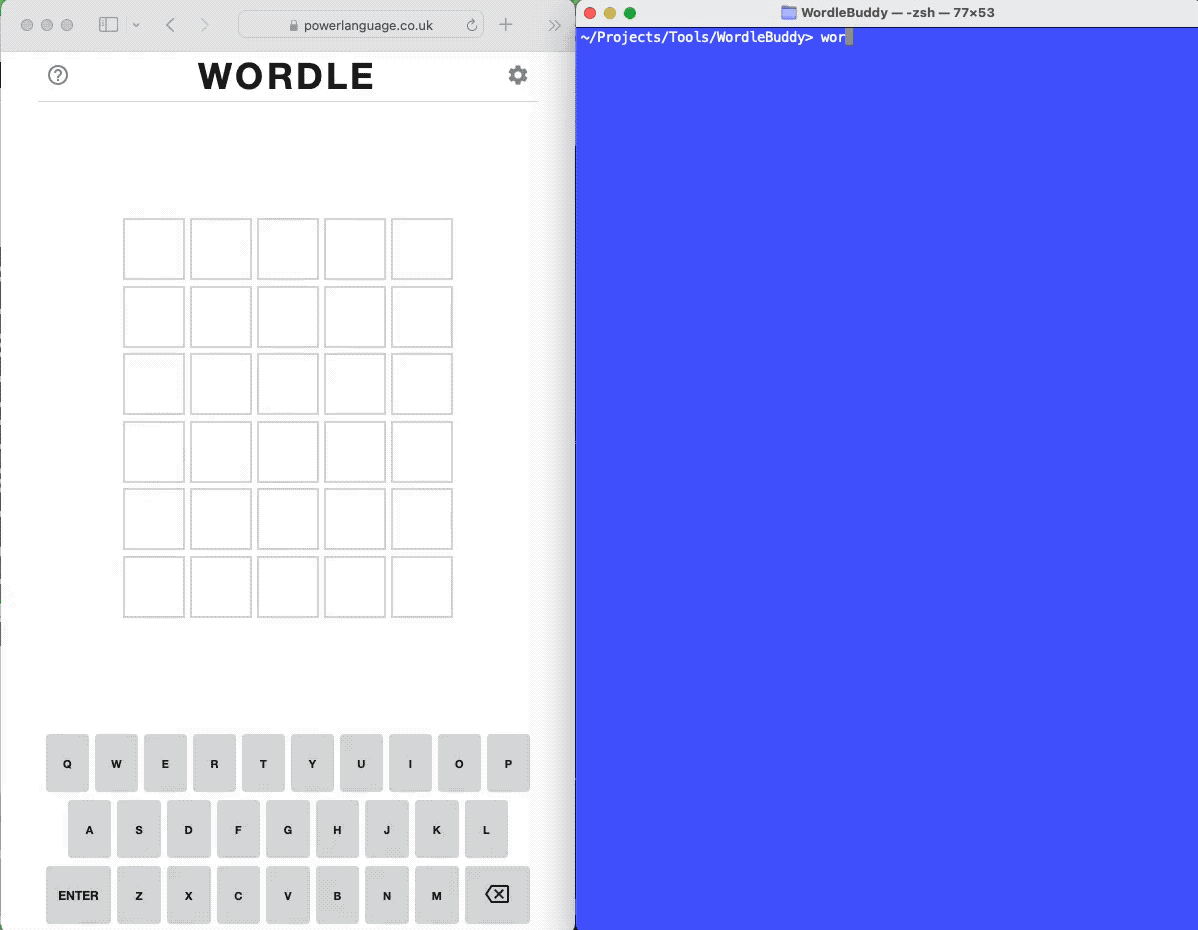 powerlanguage.co.uk
WORDLE
Q W E R T Y U I O P
A S D F G H J K L
ENTER Z X C V B N M
WordleBuddy — -zsh — 77×53
~/Projects/Tools/WordleBuddy> wor